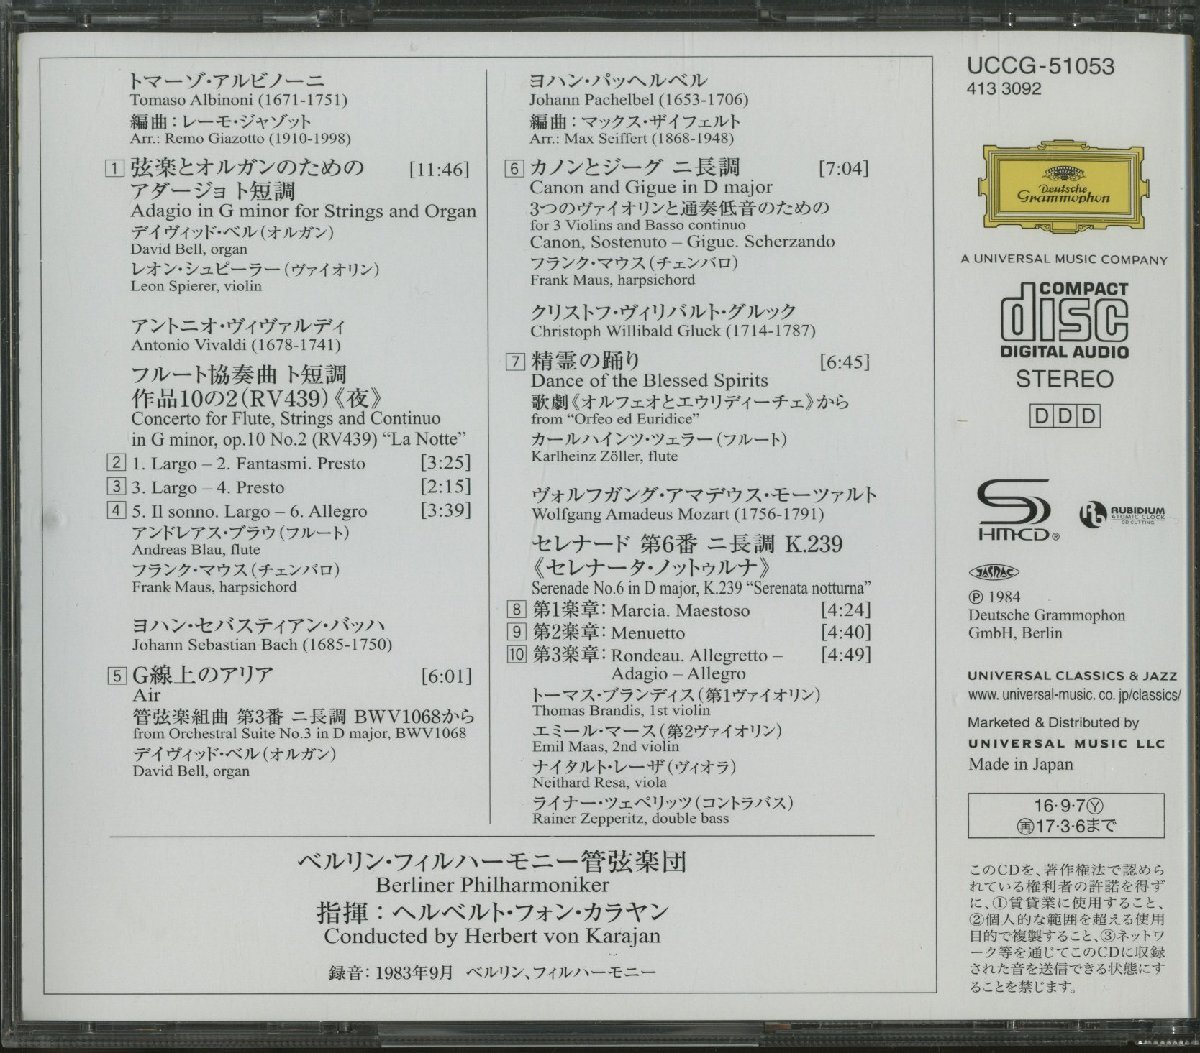 トマーゾ・アルビノーニ
Tomaso Albinoni (1671-1751)
編曲：レーモ・ジャゾット
Arr.: Remo Giazotto (1910-1998)
1 弦楽とオルガンのための [11:46]
アダージョ ト短調
Adagio in G minor for Strings and Organ
デイヴィッド・ベル（オルガン）
David Bell, organ
レオン・シュピーラー（ヴァイオリン）
Leon Spierer, violin
アントニオ・ヴィヴァルディ
Antonio Vivaldi (1678-1741)
フルート協奏曲 ト短調
作品10の2（RV439）《夜》
Concerto for Flute, Strings and Continuo
in G minor, op.10 No.2 (RV439) “La Notte”
2 1. Largo – 2. Fantasmi. Presto [3:25]
3 3. Largo – 4. Presto [2:15]
4 5. Il sonno. Largo – 6. Allegro [3:39]
アンドレアス・ブラウ（フルート）
Andreas Blau, flute
フランク・マウス（チェンバロ）
Frank Maus, harpsichord
ヨハン・セバスティアン・バッハ
Johann Sebastian Bach (1685-1750)
5 G線上のアリア [6:01]
Air
管弦楽組曲 第3番 ニ長調 BWV1068から
from Orchestral Suite No.3 in D major, BWV1068
デイヴィッド・ベル（オルガン）
David Bell, organ
ヨハン・パッヘルベル
Johann Pachelbel (1653-1706)
編曲：マックス・ザイフェルト
Arr.: Max Seiffert (1868-1948)
6 カノンとジーグ ニ長調 [7:04]
Canon and Gigue in D major
3つのヴァイオリンと通奏低音のための
for 3 Violins and Basso continuo
Canon, Sostenuto – Gigue. Scherzando
フランク・マウス（チェンバロ）
Frank Maus, harpsichord
クリストフ・ヴィリバルト・グルック
Christoph Willibald Gluck (1714-1787)
7 精霊の踊り [6:45]
Dance of the Blessed Spirits
歌劇《オルフェオとエウリディーチェ》から
from “Orfeo ed Euridice”
カールハインツ・ツェラー（フルート）
Karlheinz Zöller, flute
ヴォルフガング・アマデウス・モーツァルト
Wolfgang Amadeus Mozart (1756-1791)
セレナード 第6番 ニ長調 K.239
《セレナータ・ノットゥルナ》
Serenade No.6 in D major, K.239 “Serenata notturna”
8 第1楽章：Marcia. Maestoso [4:24]
9 第2楽章：Menuetto [4:40]
10 第3楽章：Rondeau. Allegretto – [4:49]
Adagio – Allegro
トーマス・ブランディス（第1ヴァイオリン）
Thomas Brandis, 1st violin
エミール・マース（第2ヴァイオリン）
Emil Maas, 2nd violin
ナイタルト・レーザ（ヴィオラ）
Neithard Resa, viola
ライナー・ツェペリッツ（コントラバス）
Rainer Zepperitz, double bass
ベルリン・フィルハーモニー管弦楽団
Berliner Philharmoniker
指揮：ヘルベルト・フォン・カラヤン
Conducted by Herbert von Karajan
録音：1983年9月 ベルリン、フィルハーモニー
UCCG-51053
413 3092
Deutsche
Grammophon
A UNIVERSAL MUSIC COMPANY
COMPACT
disc
DIGITAL AUDIO
STEREO
DDD
SHM-CD®
Rb RUBIDIUM
ATOMIC CLOCK
CD CUTTING
JASRAC
℗ 1984
Deutsche Grammophon
GmbH, Berlin
UNIVERSAL CLASSICS & JAZZ
www.universal-music.co.jp/classics/
Marketed & Distributed by
UNIVERSAL MUSIC LLC
Made in Japan
16・9・7Ⓨ
㊢17・3・6まで
このCDを、著作権法で認めら
れている権利者の許諾を得ず
に、①賃貸業に使用すること、
②個人的な範囲を超える使用
目的で複製すること、③ネットワ
ーク等を通じてこのCDに収録
された音を送信できる状態にす
ることを禁じます。